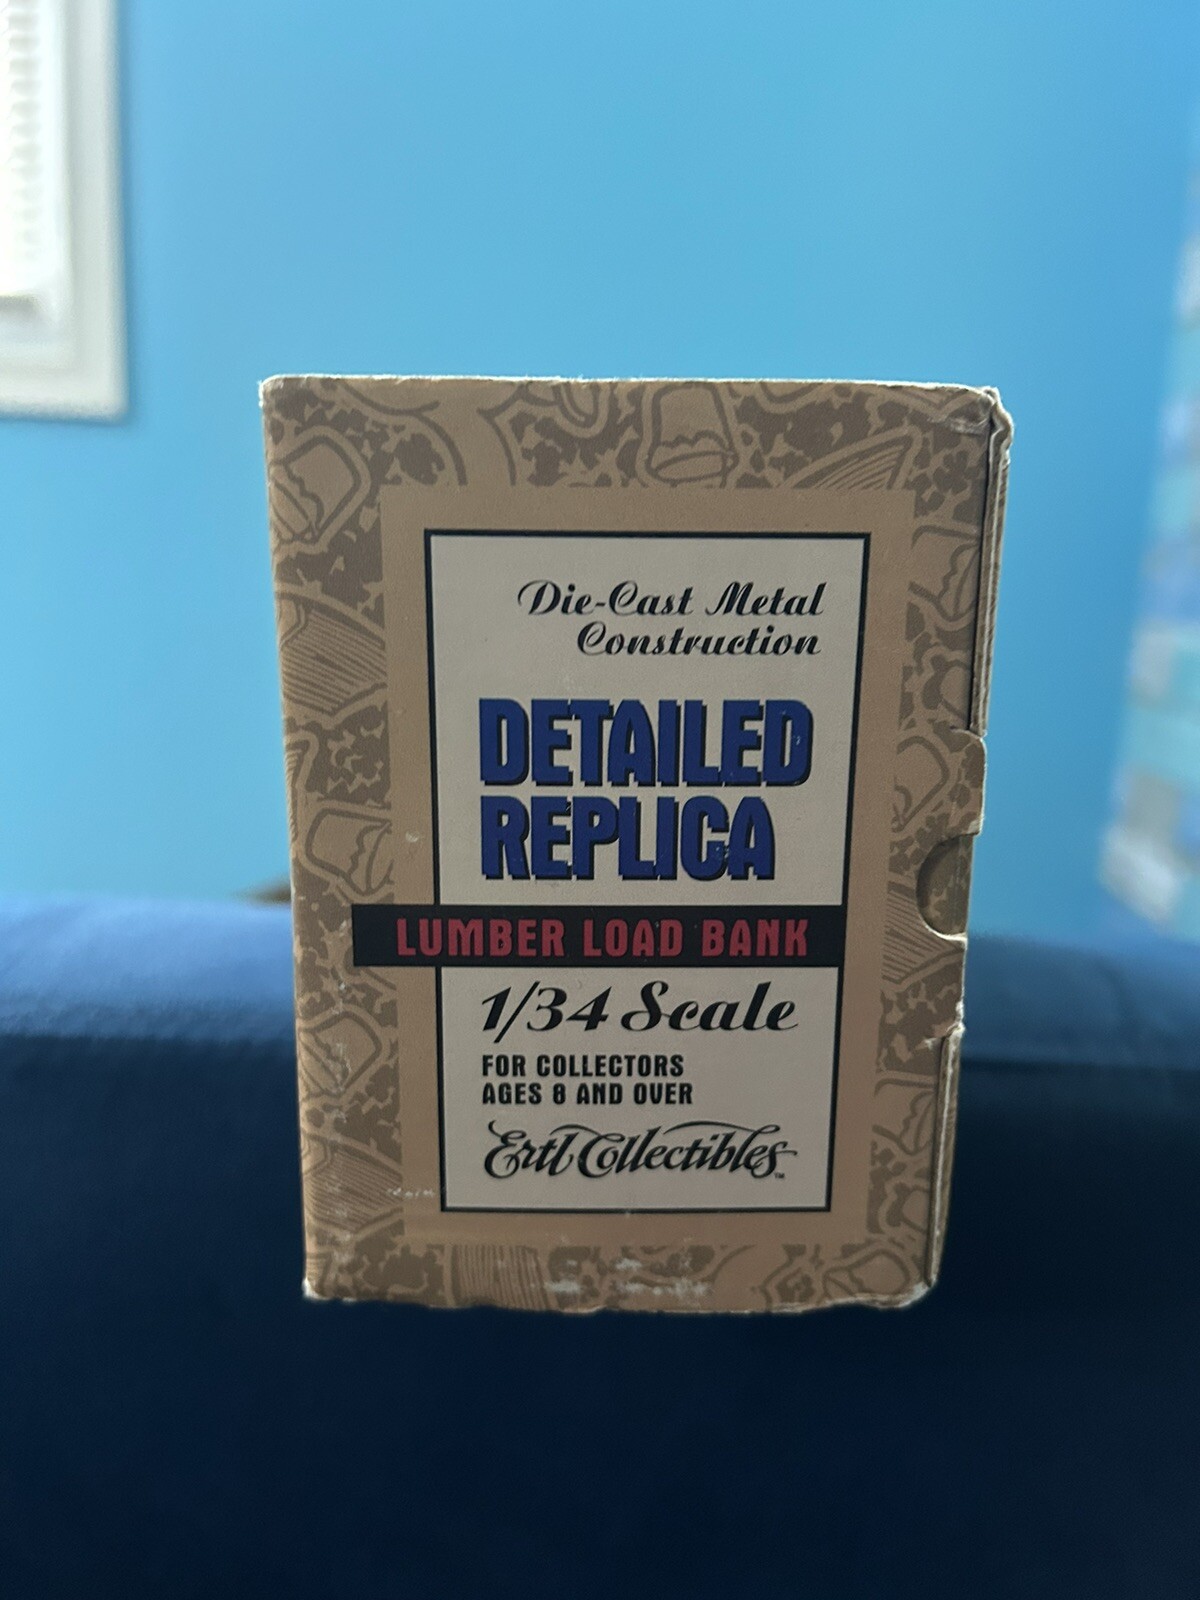 Die-Cast Metal
Construction
DETAILED
REPLICA
LUMBER LOAD BANK
1/34 Scale
FOR COLLECTORS
AGES 8 AND OVER
Ertl Collectibles™